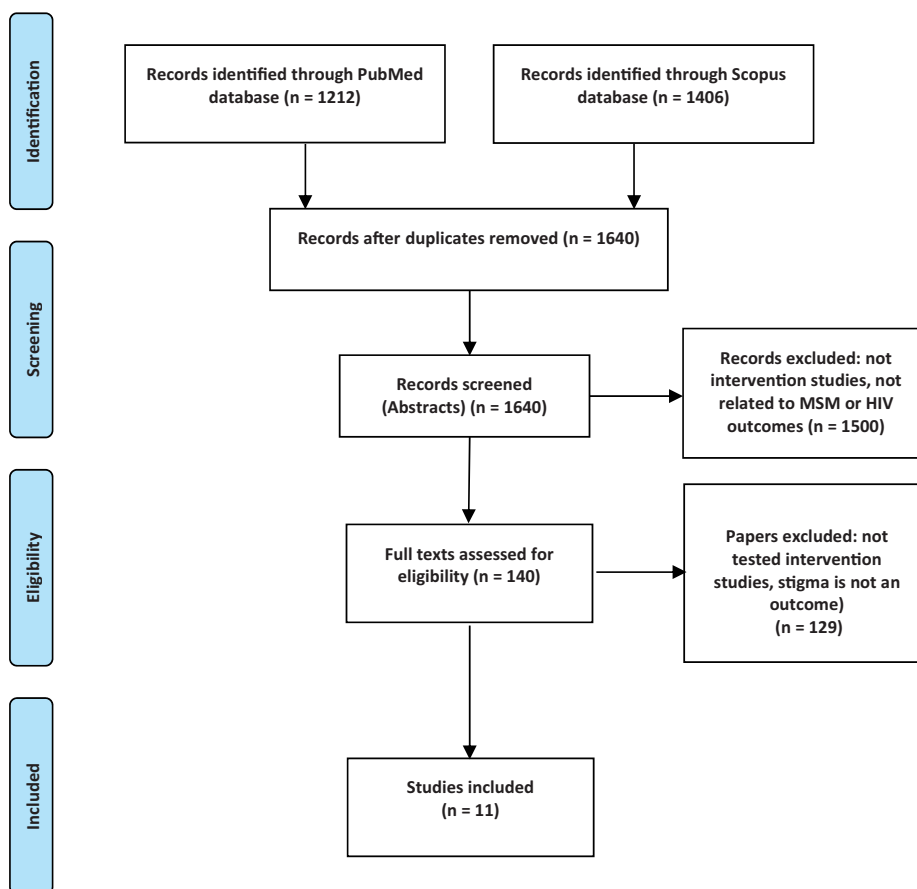 Identification
Records identified through PubMed
database (n = 1212)
Records identified through Scopus
database (n = 1406)
Records after duplicates removed (n = 1640)
Screening
Records screened
(Abstracts) (n = 1640)
Records excluded: not
intervention studies, not
related to MSM or HIV
outcomes (n = 1500)
Eligibility
Full texts assessed for
eligibility (n = 140)
Papers excluded: not
tested intervention
studies, stigma is not an
outcome)
(n = 129)
Included
Studies included
(n = 11)